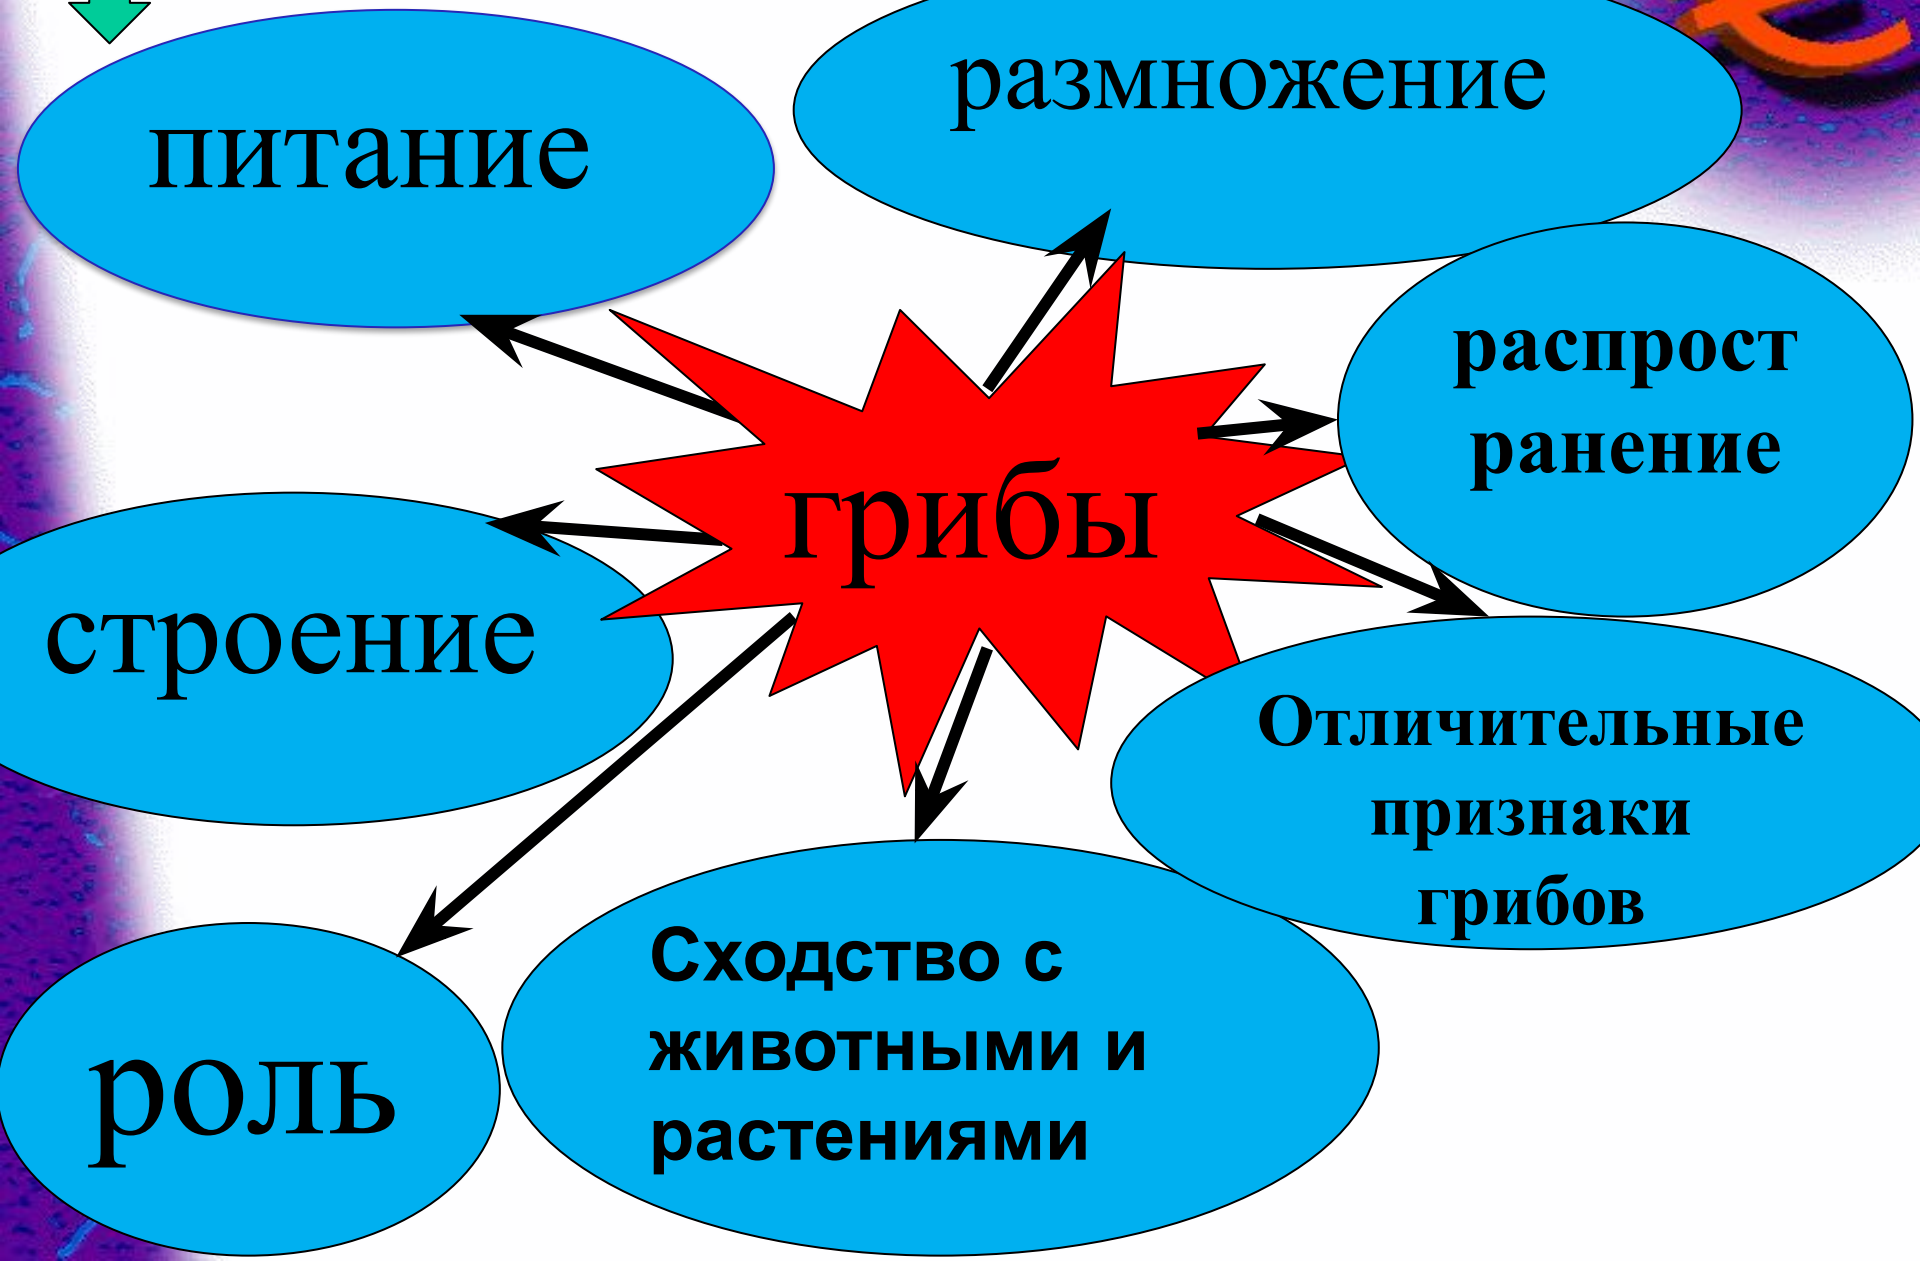 питание
размножение
распрост
ранение
грибы
строение
Отличительные
признаки
грибов
роль
Сходство с
животными и
растениями